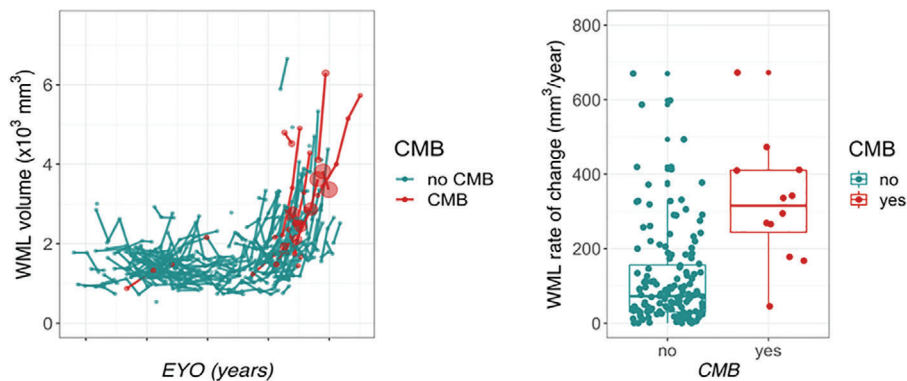 WML volume (x10³ mm³)
6
4
2
0
EYO (years)
CMB
no CMB
CMB
WML rate of change (mm³/year)
800
600
400
200
0
no
yes
CMB
CMB
no
yes